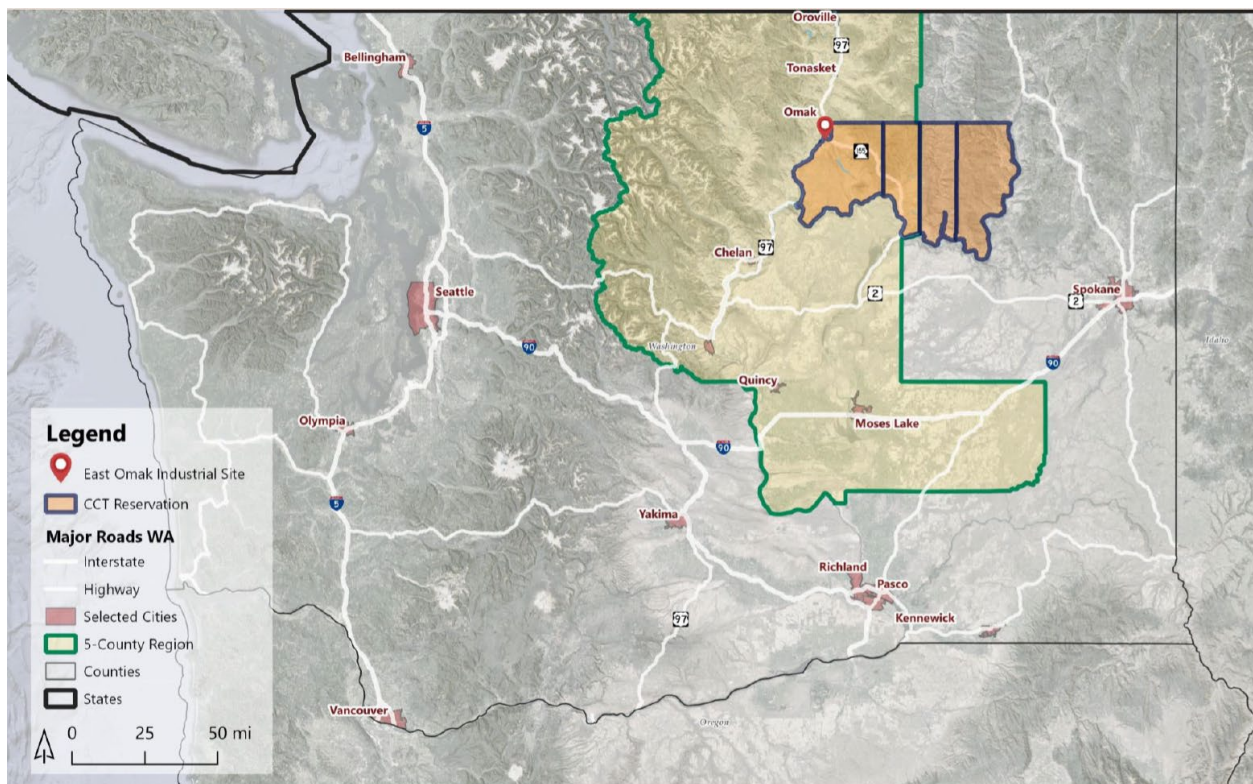 Oroville
97
Bellingham
Tonasket
Omak
5
155
Chelan
97
Seattle
2
Spokane
2
Washington
90
Idaho
90
Quincy
Moses Lake
Olympia
90
5
Yakima
Richland
Pasco
97
Kennewick
Vancouver
Oregon
Legend
East Omak Industrial Site
CCT Reservation
Major Roads WA
Interstate
Highway
Selected Cities
5-County Region
Counties
States
0 25 50 mi